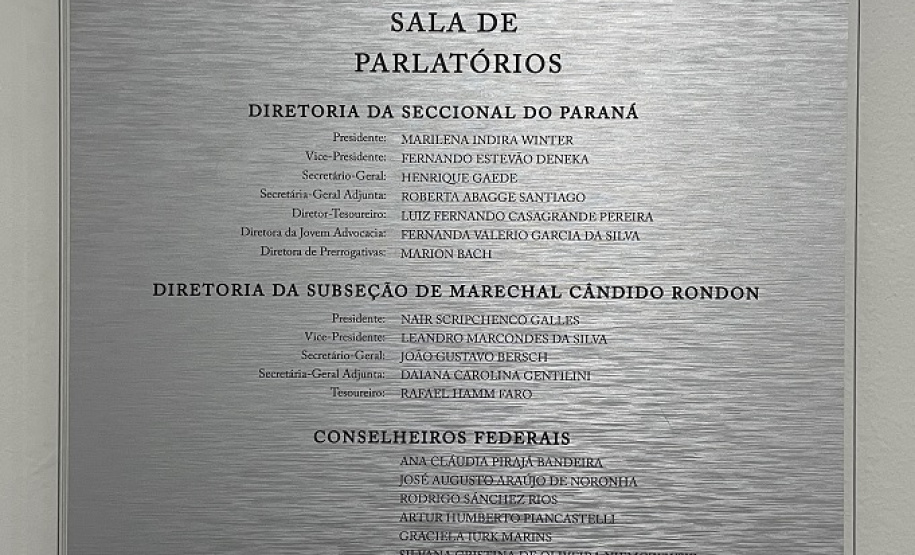 SALA DE
PARLATÓRIOS
DIRETORIA DA SECCIONAL DO PARANÁ
Presidente: MARILENA INDIRA WINTER
Vice-Presidente: FERNANDO ESTEVÃO DENEKA
Secretário-Geral: HENRIQUE GAEDE
Secretária-Geral Adjunta: ROBERTA ABAGGE SANTIAGO
Diretor-Tesoureiro: LUIZ FERNANDO CASAGRANDE PEREIRA
Diretora da Jovem Advocacia: FERNANDA VALERIO GARCIA DA SILVA
Diretora de Prerrogativas: MARION BACH
DIRETORIA DA SUBSEÇÃO DE MARECHAL CÂNDIDO RONDON
Presidente: NAIR SCRIPCHENCO GALLES
Vice-Presidente: LEANDRO MARCONDES DA SILVA
Secretário-Geral: JOÃO GUSTAVO BERSCH
Secretária-Geral Adjunta: DAIANA CAROLINA GENTILINI
Tesoureiro: RAFAEL HAMM FARO
CONSELHEIROS FEDERAIS
ANA CLÁUDIA PIRAJÁ BANDEIRA
JOSÉ AUGUSTO ARAÚJO DE NORONHA
RODRIGO SÁNCHEZ RIOS
ARTUR HUMBERTO PIANCASTELLI
GRACIELA IURK MARINS
SILVANA CRISTINA DE OLIVEIRA